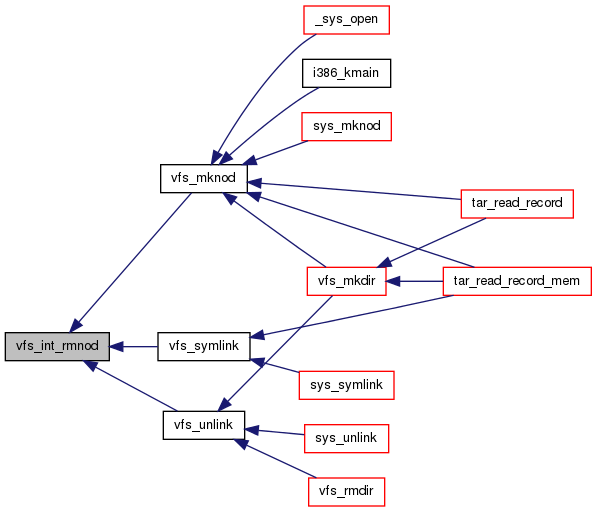 _sys_open
i386_kmain
sys_mknod
vfs_mknod
tar_read_record
vfs_mkdir
tar_read_record_mem
vfs_int_rmnod
vfs_symlink
sys_symlink
vfs_unlink
sys_unlink
vfs_rmdir